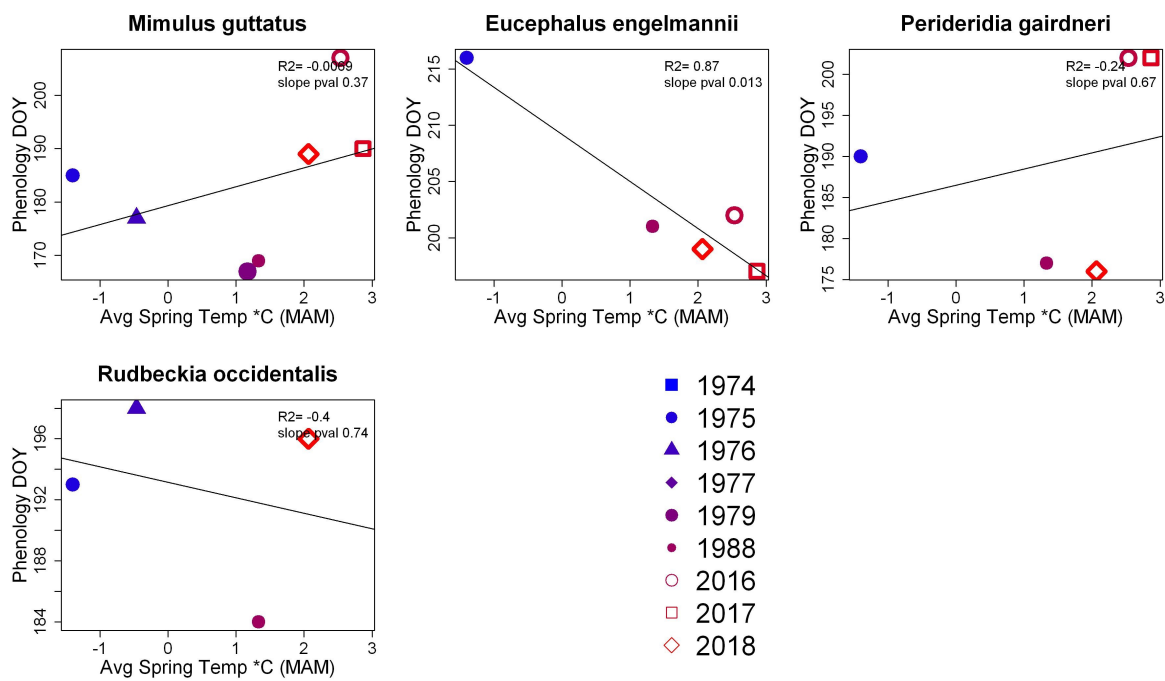 Mimulus guttatus
R2= -0.0069
slope pval 0.37
Phenology DOY
170 180 190 200
-1 0 1 2 3
Avg Spring Temp *C (MAM)
Eucephalus engelmannii
R2= 0.87
slope pval 0.013
Phenology DOY
200 205 210 215
-1 0 1 2 3
Avg Spring Temp *C (MAM)
Perideridia gairdneri
R2= -0.24
slope pval 0.67
Phenology DOY
175 180 185 190 195 200
-1 0 1 2 3
Avg Spring Temp *C (MAM)
Rudbeckia occidentalis
R2= -0.4
slope pval 0.74
Phenology DOY
184 188 192 196
-1 0 1 2 3
Avg Spring Temp *C (MAM)
1974
1975
1976
1977
1979
1988
2016
2017
2018